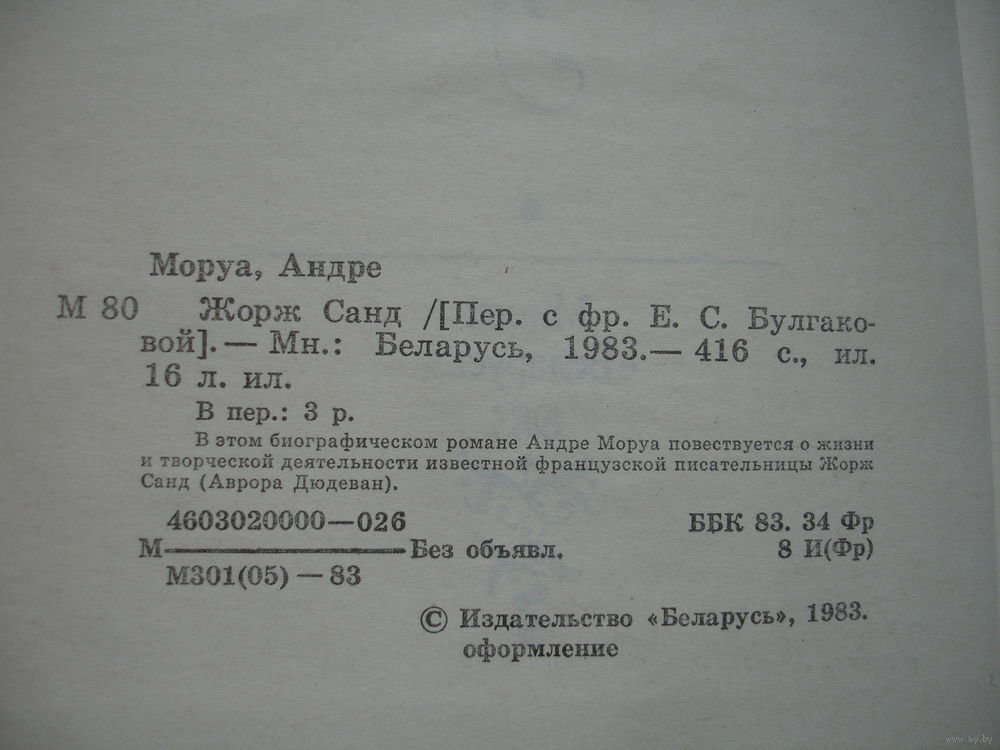 Моруа, Андре
М 80 Жорж Санд /[Пер. с фр. Е. С. Булгако-
вой].— Мн.: Беларусь, 1983.— 416 с., ил.
16 л. ил.
В пер.: 3 р.
В этом биографическом романе Андре Моруа повествуется о жизни
и творческой деятельности известной французской писательницы Жорж
Санд (Аврора Дюдеван).
4603020000—026 ББК 83. 34 Фр
М————Без объявл. 8 И(Фр)
М301(05) — 83
© Издательство «Беларусь», 1983.
оформление
www.ay.by